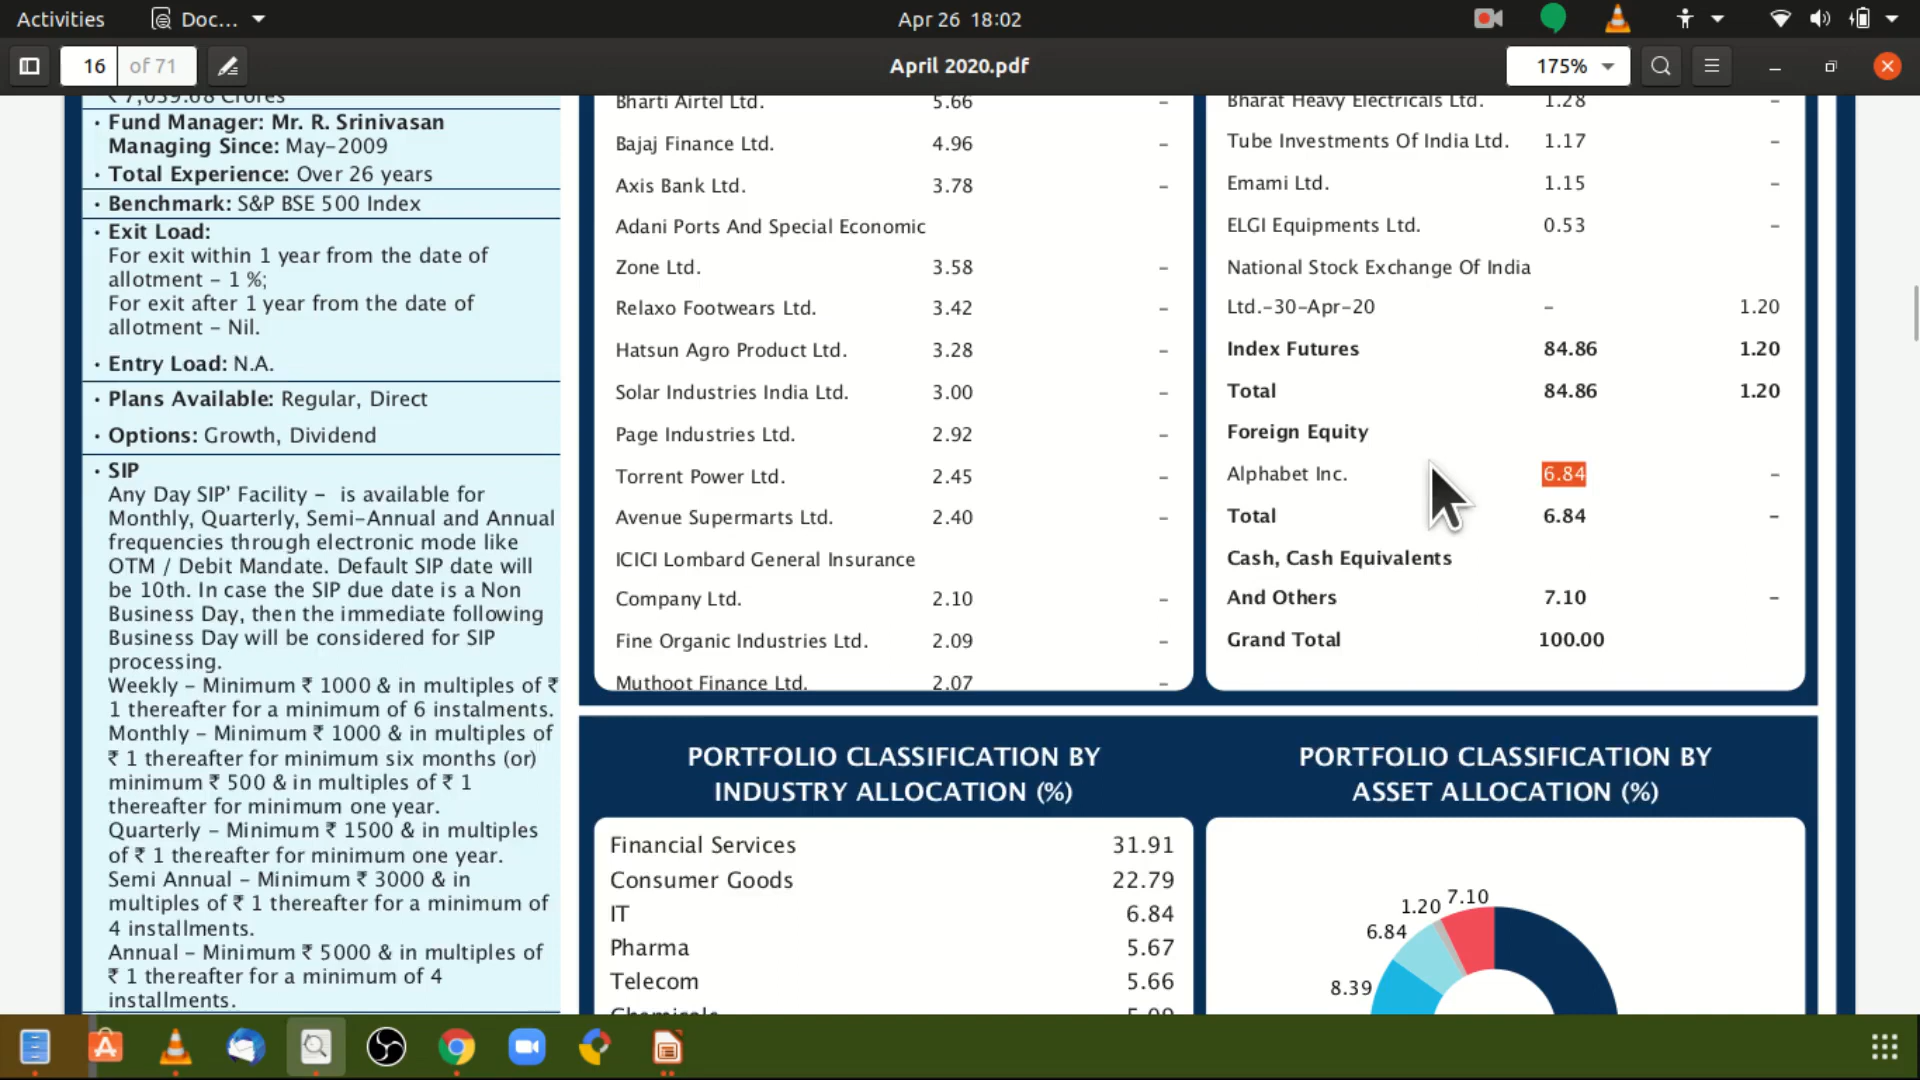 Activities
Doc...
Apr 26 18:02
16 of 71
April 2020.pdf
175%
₹ 7,039.68 Crores
· Fund Manager: Mr. R. Srinivasan
Managing Since: May-2009
· Total Experience: Over 26 years
· Benchmark: S&P BSE 500 Index
· Exit Load:
For exit within 1 year from the date of
allotment – 1 %;
For exit after 1 year from the date of
allotment – Nil.
· Entry Load: N.A.
· Plans Available: Regular, Direct
· Options: Growth, Dividend
· SIP
Any Day SIP’ Facility – is available for
Monthly, Quarterly, Semi-Annual and Annual
frequencies through electronic mode like
OTM / Debit Mandate. Default SIP date will
be 10th. In case the SIP due date is a Non
Business Day, then the immediate following
Business Day will be considered for SIP
processing.
Weekly – Minimum ₹ 1000 & in multiples of ₹
1 thereafter for a minimum of 6 instalments.
Monthly – Minimum ₹ 1000 & in multiples of
₹ 1 thereafter for minimum six months (or)
minimum ₹ 500 & in multiples of ₹ 1
thereafter for minimum one year.
Quarterly – Minimum ₹ 1500 & in multiples
of ₹ 1 thereafter for minimum one year.
Semi Annual – Minimum ₹ 3000 & in
multiples of ₹ 1 thereafter for a minimum of
4 installments.
Annual – Minimum ₹ 5000 & in multiples of
₹ 1 thereafter for a minimum of 4
installments.
Bharti Airtel Ltd. 5.66 –
Bajaj Finance Ltd. 4.96 –
Axis Bank Ltd. 3.78 –
Adani Ports And Special Economic
Zone Ltd. 3.58 –
Relaxo Footwears Ltd. 3.42 –
Hatsun Agro Product Ltd. 3.28 –
Solar Industries India Ltd. 3.00 –
Page Industries Ltd. 2.92 –
Torrent Power Ltd. 2.45 –
Avenue Supermarts Ltd. 2.40 –
ICICI Lombard General Insurance
Company Ltd. 2.10 –
Fine Organic Industries Ltd. 2.09 –
Muthoot Finance Ltd. 2.07 –
Bharat Heavy Electricals Ltd. 1.28 –
Tube Investments Of India Ltd. 1.17 –
Emami Ltd. 1.15 –
ELGI Equipments Ltd. 0.53 –
National Stock Exchange Of India
Ltd.-30-Apr-20 – 1.20
Index Futures 84.86 1.20
Total 84.86 1.20
Foreign Equity
Alphabet Inc. 6.84 –
Total 6.84 –
Cash, Cash Equivalents
And Others 7.10 –
Grand Total 100.00
PORTFOLIO CLASSIFICATION BY
INDUSTRY ALLOCATION (%)
Financial Services 31.91
Consumer Goods 22.79
IT 6.84
Pharma 5.67
Telecom 5.66
PORTFOLIO CLASSIFICATION BY
ASSET ALLOCATION (%)
1.20 7.10
6.84
8.39